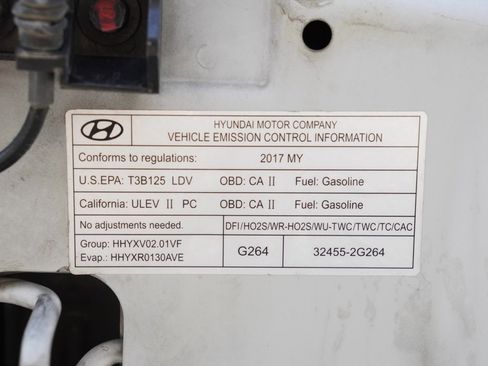 HYUNDAI MOTOR COMPANY
VEHICLE EMISSION CONTROL INFORMATION
Conforms to regulations: 2017 MY
U.S.EPA: T3B125 LDV OBD: CA II Fuel: Gasoline
California: ULEV II PC OBD: CA II Fuel: Gasoline
No adjustments needed. DFI/HO2S/WR-HO2S/WU-TWC/TWC/TC/CAC
Group: HHYXV02.01VF
Evap.: HHYXR0130AVE
G264 32455-2G264